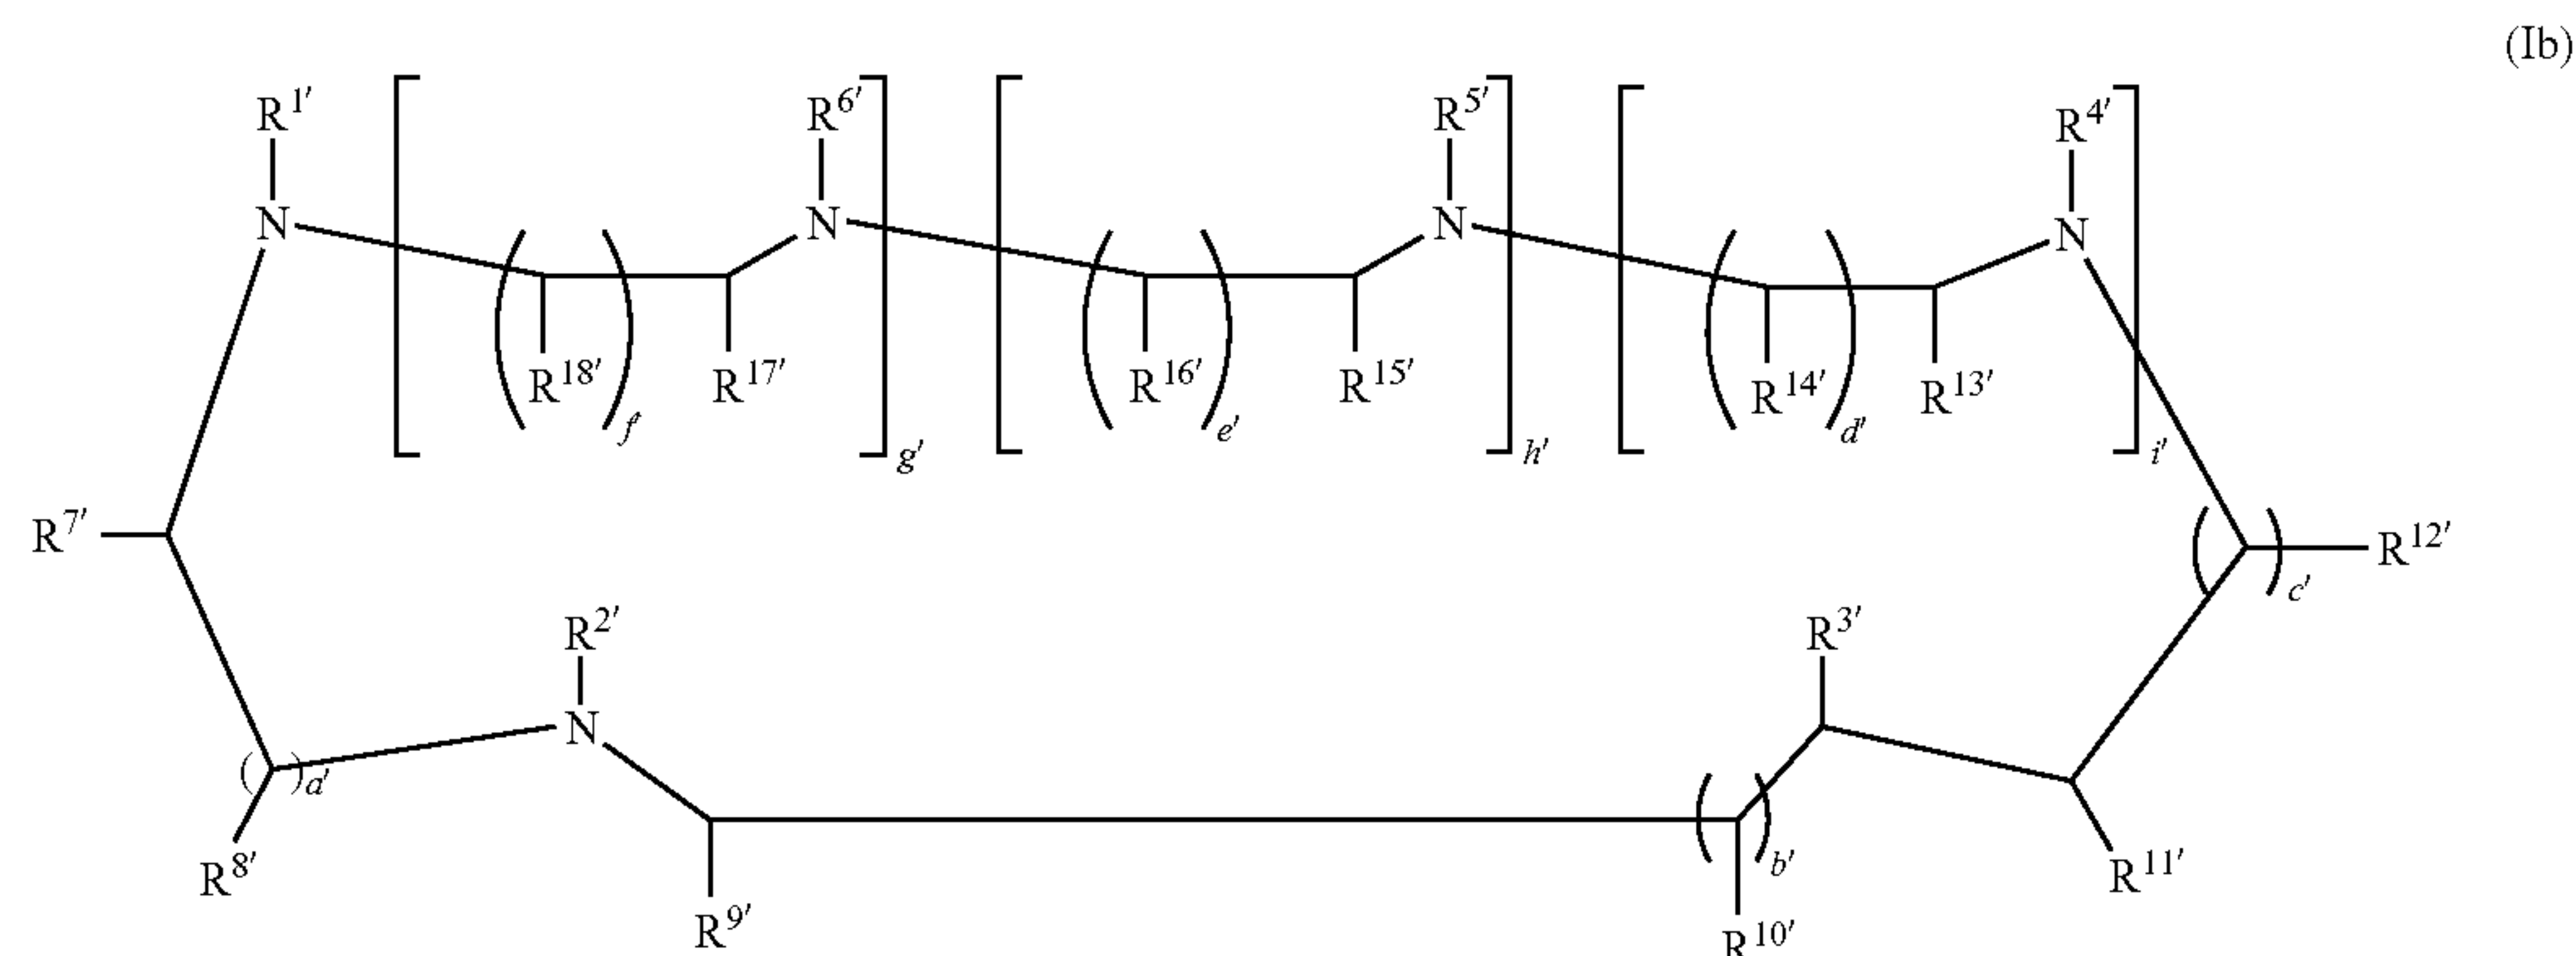 (Ib)
R1′ R6′ R5′ R4′
N N N N
R18′ R17′ R16′ R15′ R14′ R13′
f′ e′ d′
g′ h′ i′
R7′ R12′
c′
R2′ R3′
N
a′
b′
R8′ R11′
R9′ R10′